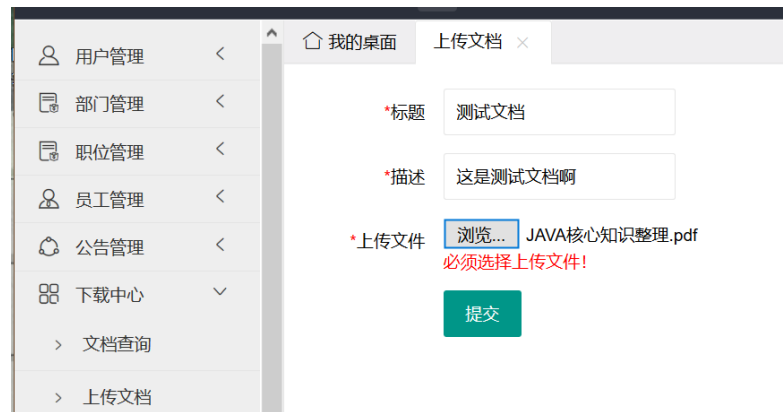 我的桌面
上传文档
用户管理
部门管理
职位管理
员工管理
公告管理
下载中心
文档查询
上传文档
*标题 测试文档
*描述 这是测试文档啊
*上传文件 浏览... JAVA核心知识整理.pdf
必须选择上传文件!
提交